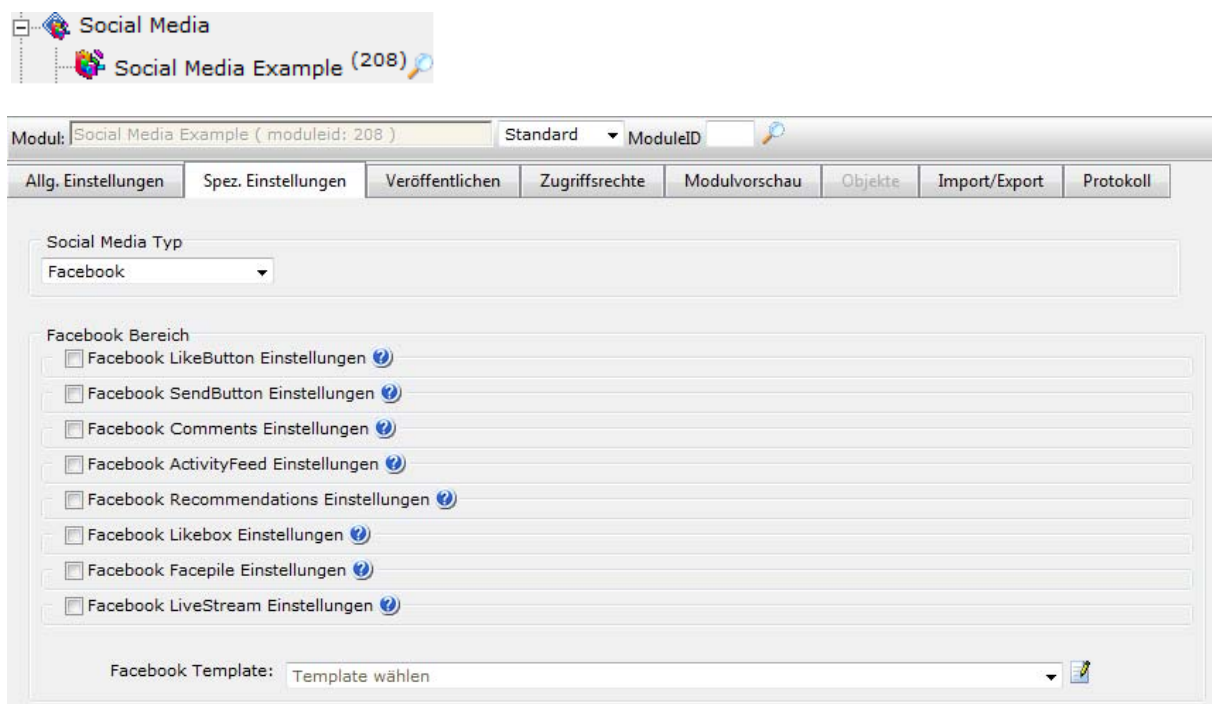 Social Media
Social Media Example (208)
Modul: Social Media Example ( moduleid: 208 ) Standard ModuleID
Allg. Einstellungen Spez. Einstellungen Veröffentlichen Zugriffsrechte Modulvorschau Objekte Import/Export Protokoll
Social Media Typ
Facebook
Facebook Bereich
Facebook LikeButton Einstellungen
Facebook SendButton Einstellungen
Facebook Comments Einstellungen
Facebook ActivityFeed Einstellungen
Facebook Recommendations Einstellungen
Facebook Likebox Einstellungen
Facebook Facepile Einstellungen
Facebook LiveStream Einstellungen
Facebook Template: Template wählen